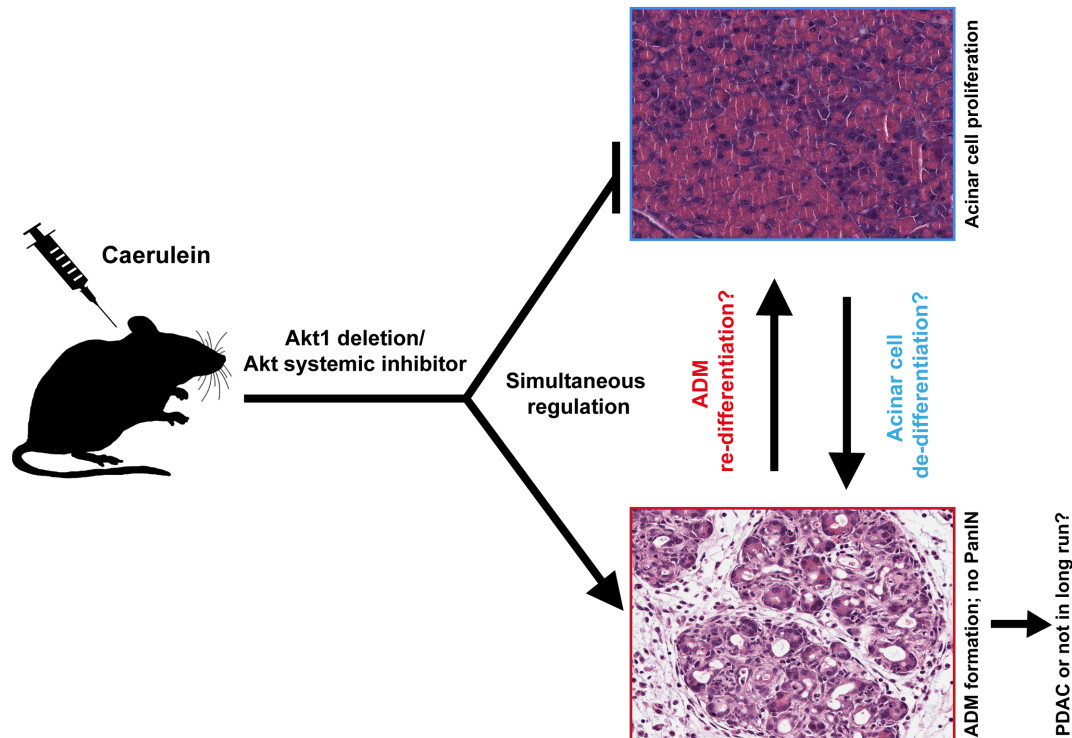 Caerulein
Akt1 deletion/
Akt systemic inhibitor
Simultaneous
regulation
Acinar cell proliferation
ADM
re-differentiation?
Acinar cell
de-differentiation?
ADM formation; no PanIN
PDAC or not in long run?